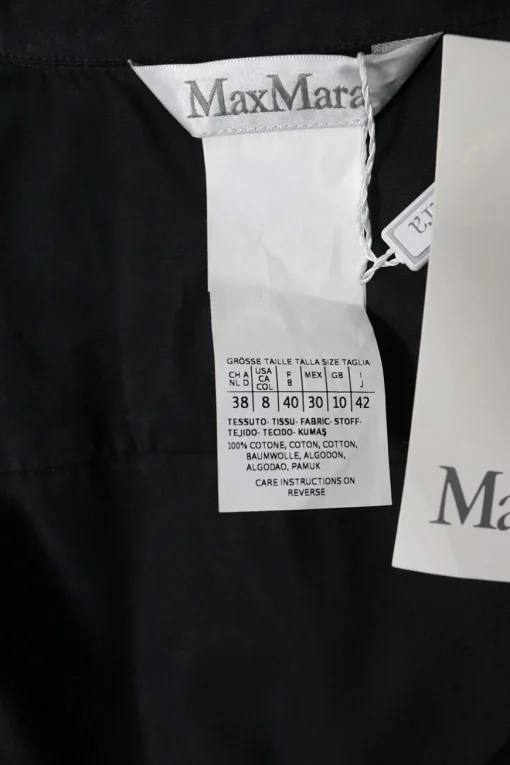 MaxMara
ara
GRÖSSE TAILLE TALLA SIZE TAGLIA
CH A USA F MEX GB I
NL D CA B J
COL
38 8 40 30 10 42
TESSUTO- TISSU- FABRIC- STOFF-
TEJIDO- TECIDO- KUMAŞ
100% COTONE, COTON, COTTON,
BAUMWOLLE, ALGODON,
ALGODAO, PAMUK
CARE INSTRUCTIONS ON
REVERSE
Ma